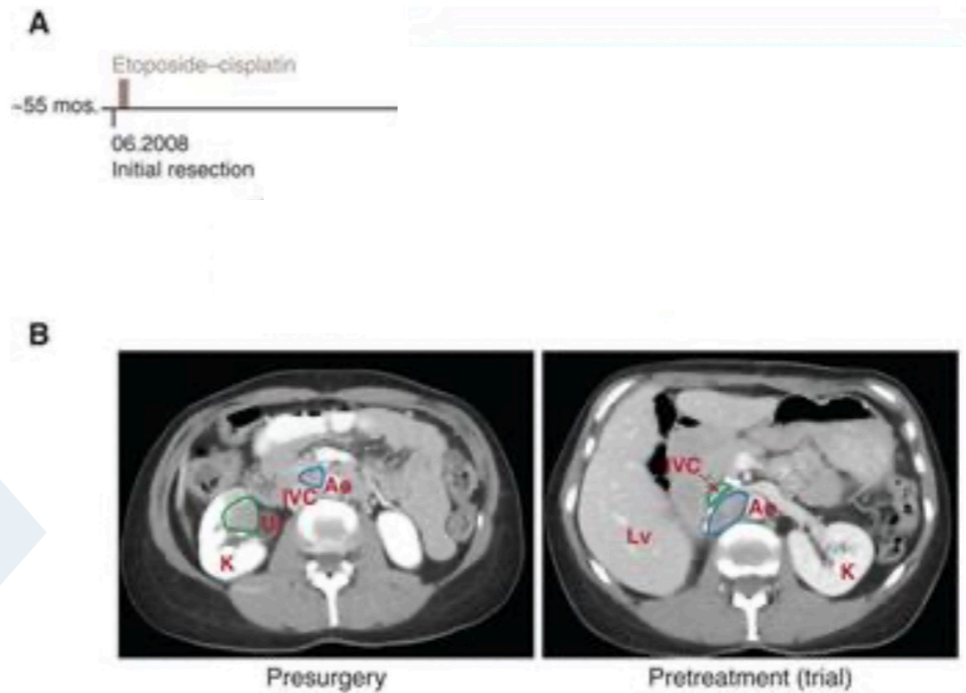 A
Etoposide–cisplatin
~55 mos.
06.2008
Initial resection
B
IVC
Ao
K
IVC
Ao
Lv
K
Presurgery
Pretreatment (trial)